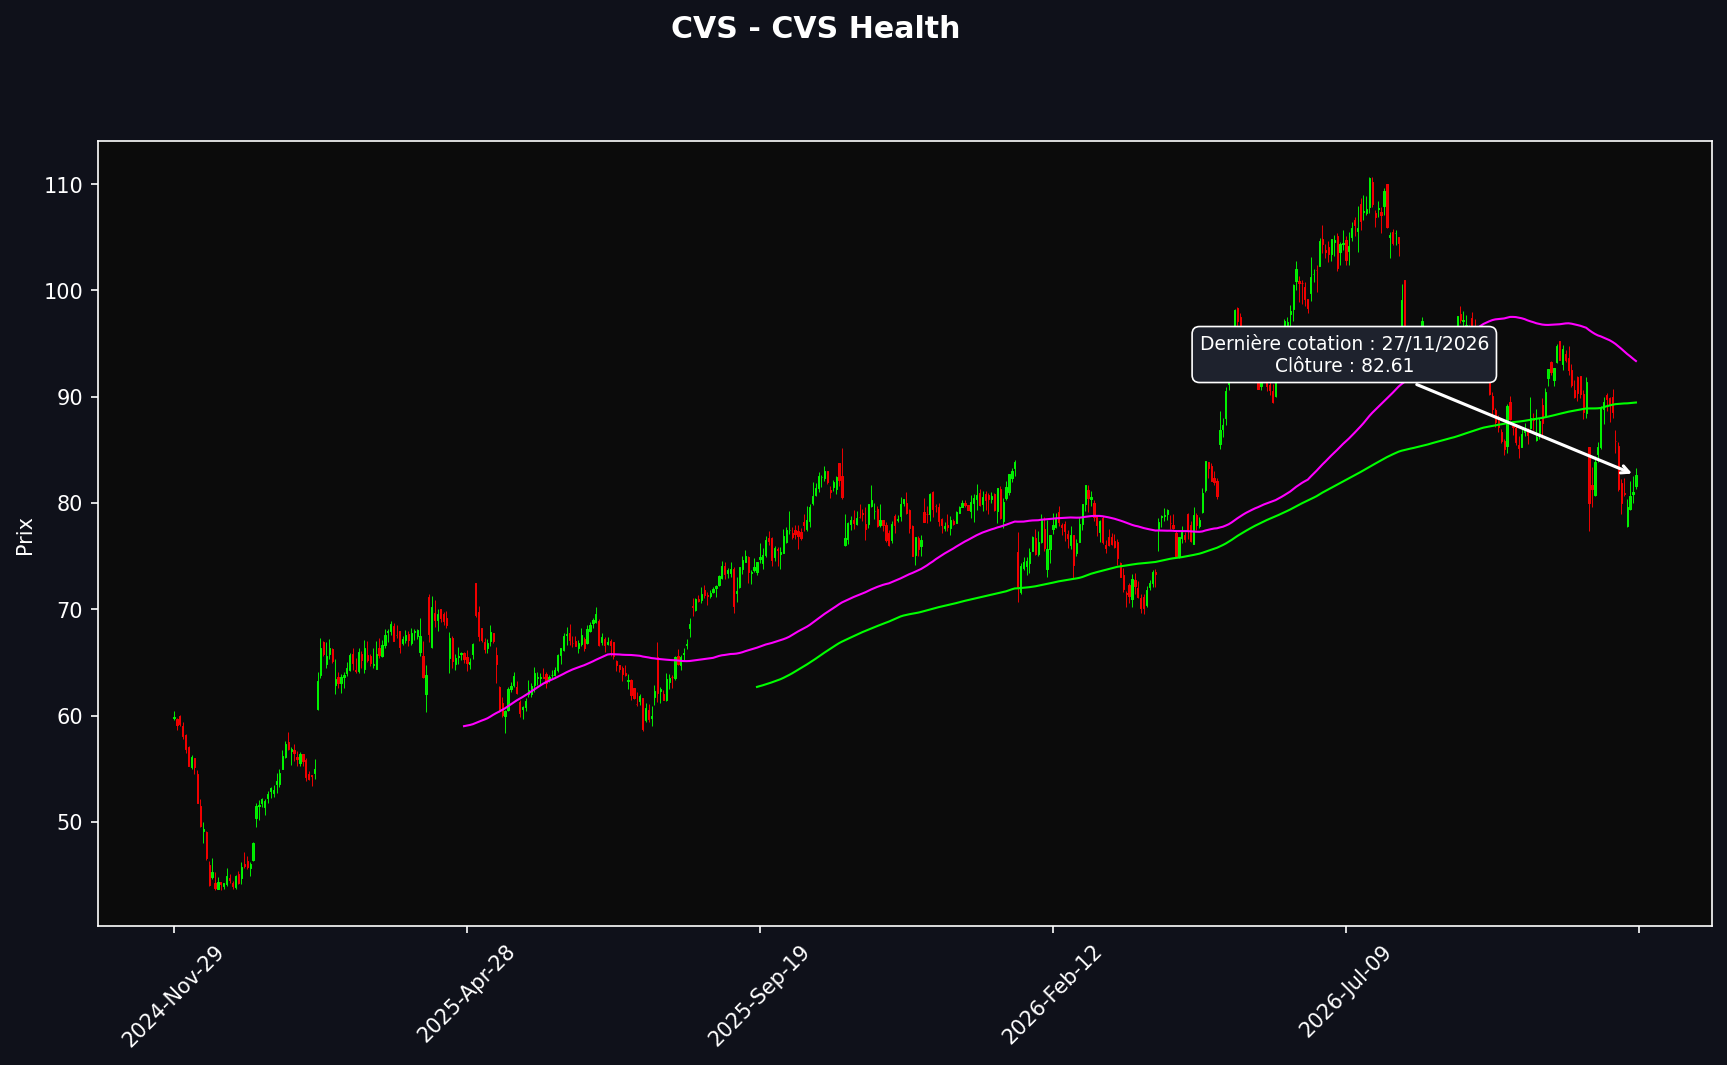 CVS - CVS Health
110
100
90
80
70
60
50
Prix
Dernière cotation : 27/11/2026
Clôture : 82.61
2024-Nov-29
2025-Apr-28
2025-Sep-19
2026-Feb-12
2026-Jul-09